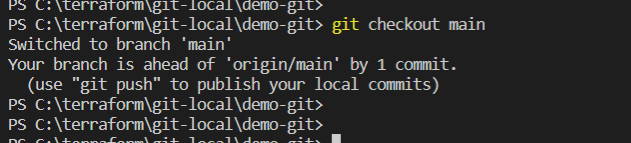 PS C:\terraform\git-local\demo-git>
PS C:\terraform\git-local\demo-git> git checkout main
Switched to branch 'main'
Your branch is ahead of 'origin/main' by 1 commit.
  (use "git push" to publish your local commits)
PS C:\terraform\git-local\demo-git>
PS C:\terraform\git-local\demo-git>
PS C:\terraform\git-local\demo-git>